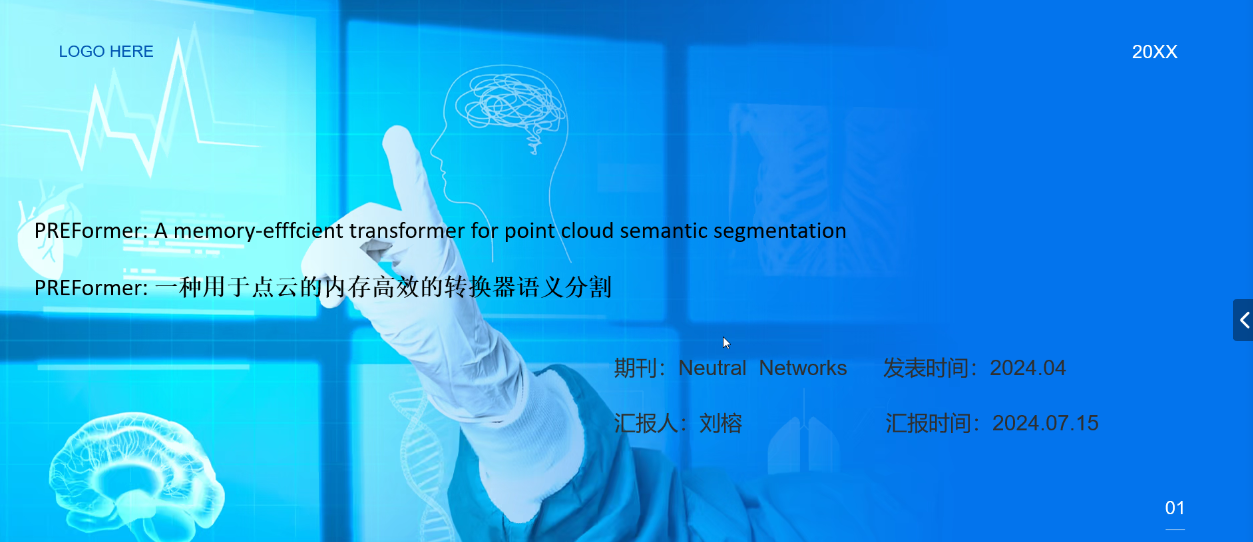 LOGO HERE
20XX
PREFormer: A memory-efffcient transformer for point cloud semantic segmentation
PREFormer: 一种用于点云的内存高效的转换器语义分割
期刊：Neutral Networks 发表时间：2024.04
汇报人：刘榕 汇报时间：2024.07.15
01